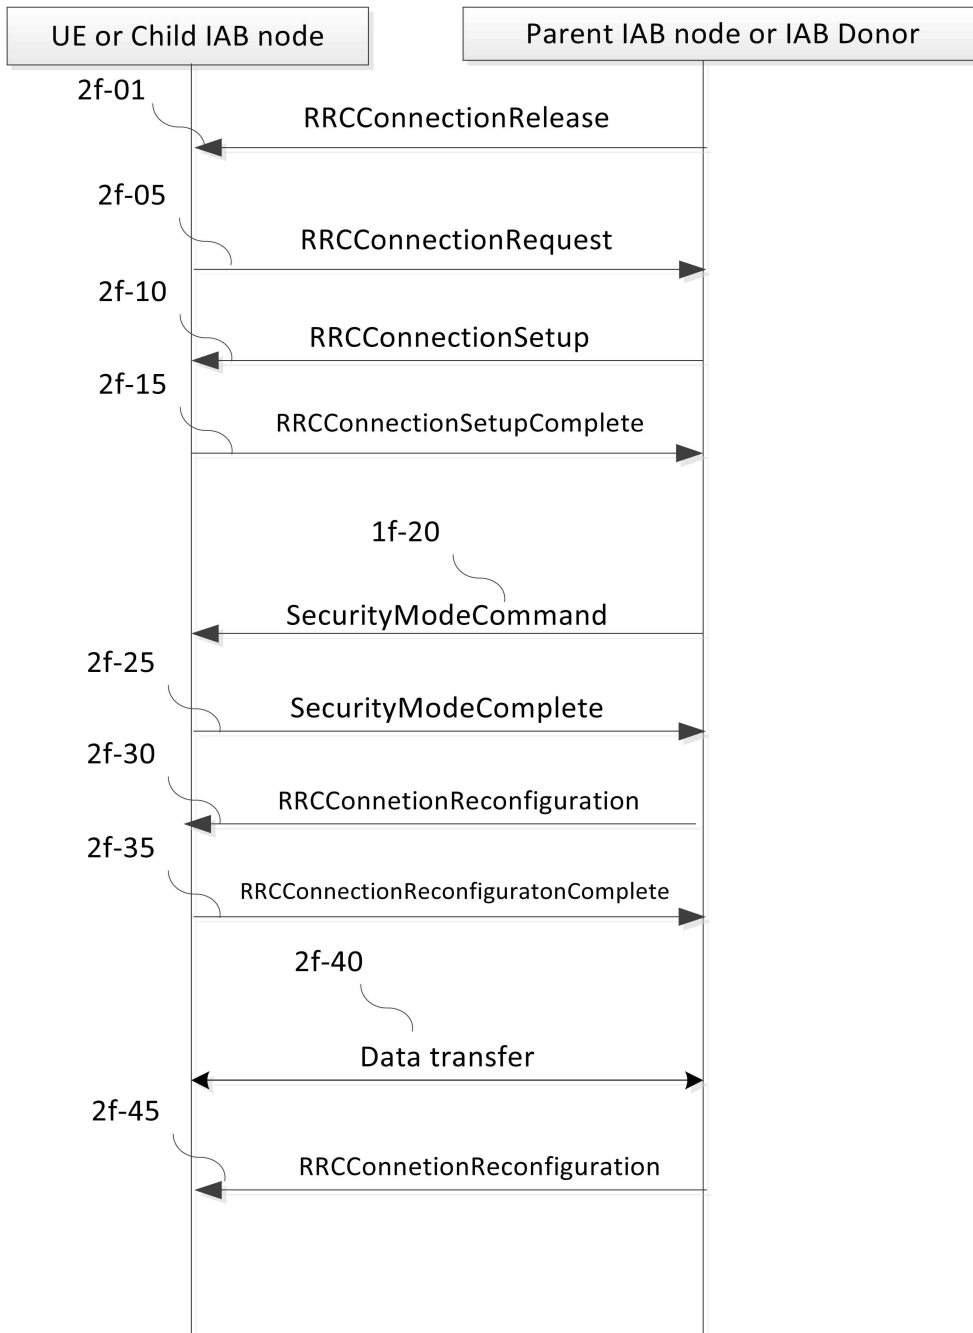 UE or Child IAB node
Parent IAB node or IAB Donor
2f-01
RRCConnectionRelease
2f-05
RRCConnectionRequest
2f-10
RRCConnectionSetup
2f-15
RRCConnectionSetupComplete
1f-20
SecurityModeCommand
2f-25
SecurityModeComplete
2f-30
RRCConnetionReconfiguration
2f-35
RRCConnectionReconfiguratonComplete
2f-40
Data transfer
2f-45
RRCConnetionReconfiguration